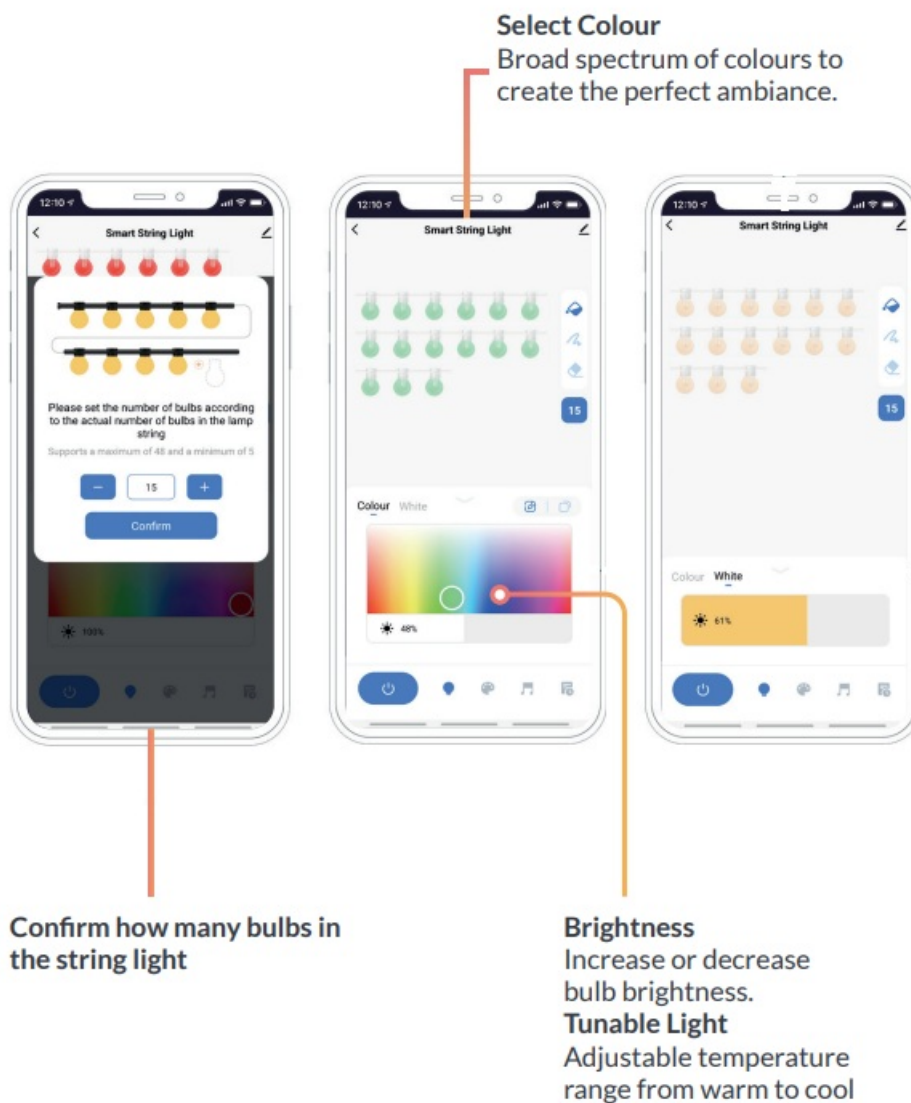 Select Colour
Broad spectrum of colours to
create the perfect ambiance.
12:10
Smart String Light
Please set the number of bulbs according
to the actual number of bulbs in the lamp
string
Supports a maximum of 48 and a minimum of 5
15
Confirm
100%
12:10
Smart String Light
15
Colour White
48%
12:10
Smart String Light
15
Colour White
61%
Confirm how many bulbs in
the string light
Brightness
Increase or decrease
bulb brightness.
Tunable Light
Adjustable temperature
range from warm to cool